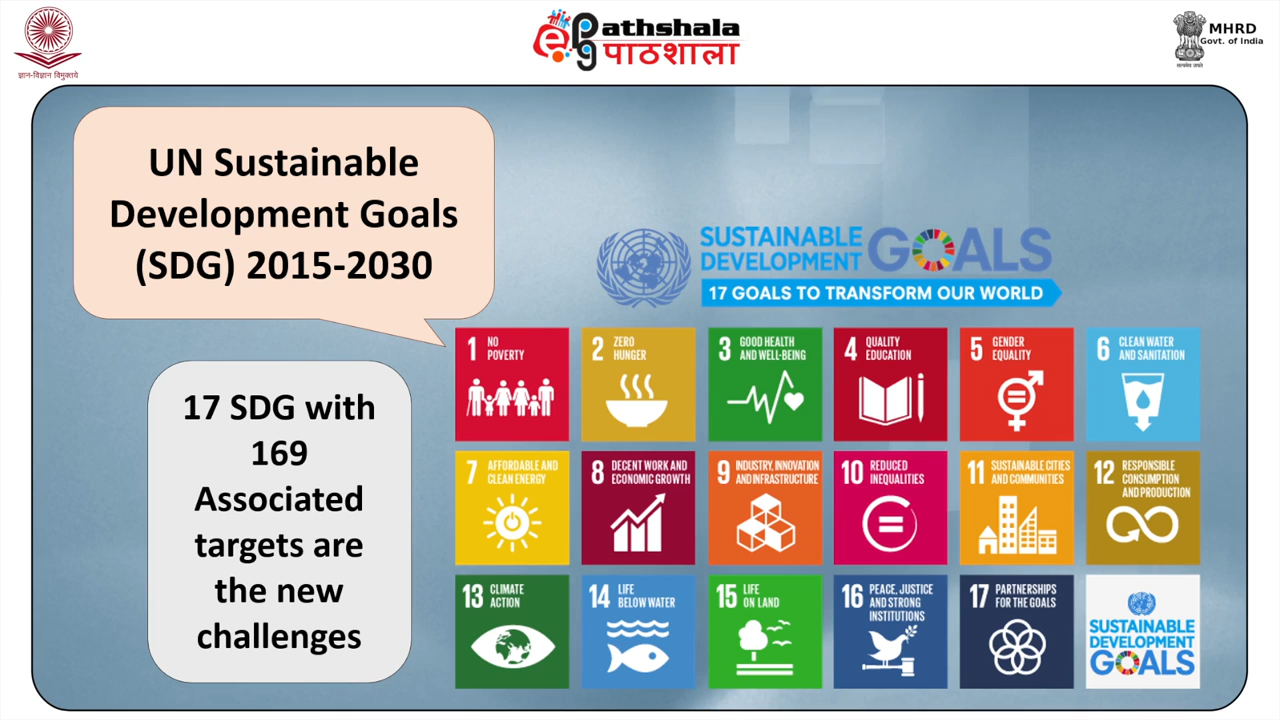 ज्ञान-विज्ञान विमुक्तये
epg Pathshala
पाठशाला
MHRD
Govt. of India
सत्यमेव जयते
UN Sustainable
Development Goals
(SDG) 2015-2030
17 SDG with
169
Associated
targets are
the new
challenges
SUSTAINABLE
DEVELOPMENT GOALS
17 GOALS TO TRANSFORM OUR WORLD
1 NO
POVERTY
2 ZERO
HUNGER
3 GOOD HEALTH
AND WELL-BEING
4 QUALITY
EDUCATION
5 GENDER
EQUALITY
6 CLEAN WATER
AND SANITATION
7 AFFORDABLE AND
CLEAN ENERGY
8 DECENT WORK AND
ECONOMIC GROWTH
9 INDUSTRY, INNOVATION
AND INFRASTRUCTURE
10 REDUCED
INEQUALITIES
11 SUSTAINABLE CITIES
AND COMMUNITIES
12 RESPONSIBLE
CONSUMPTION
AND PRODUCTION
13 CLIMATE
ACTION
14 LIFE
BELOW WATER
15 LIFE
ON LAND
16 PEACE, JUSTICE
AND STRONG
INSTITUTIONS
17 PARTNERSHIPS
FOR THE GOALS
SUSTAINABLE
DEVELOPMENT
GOALS